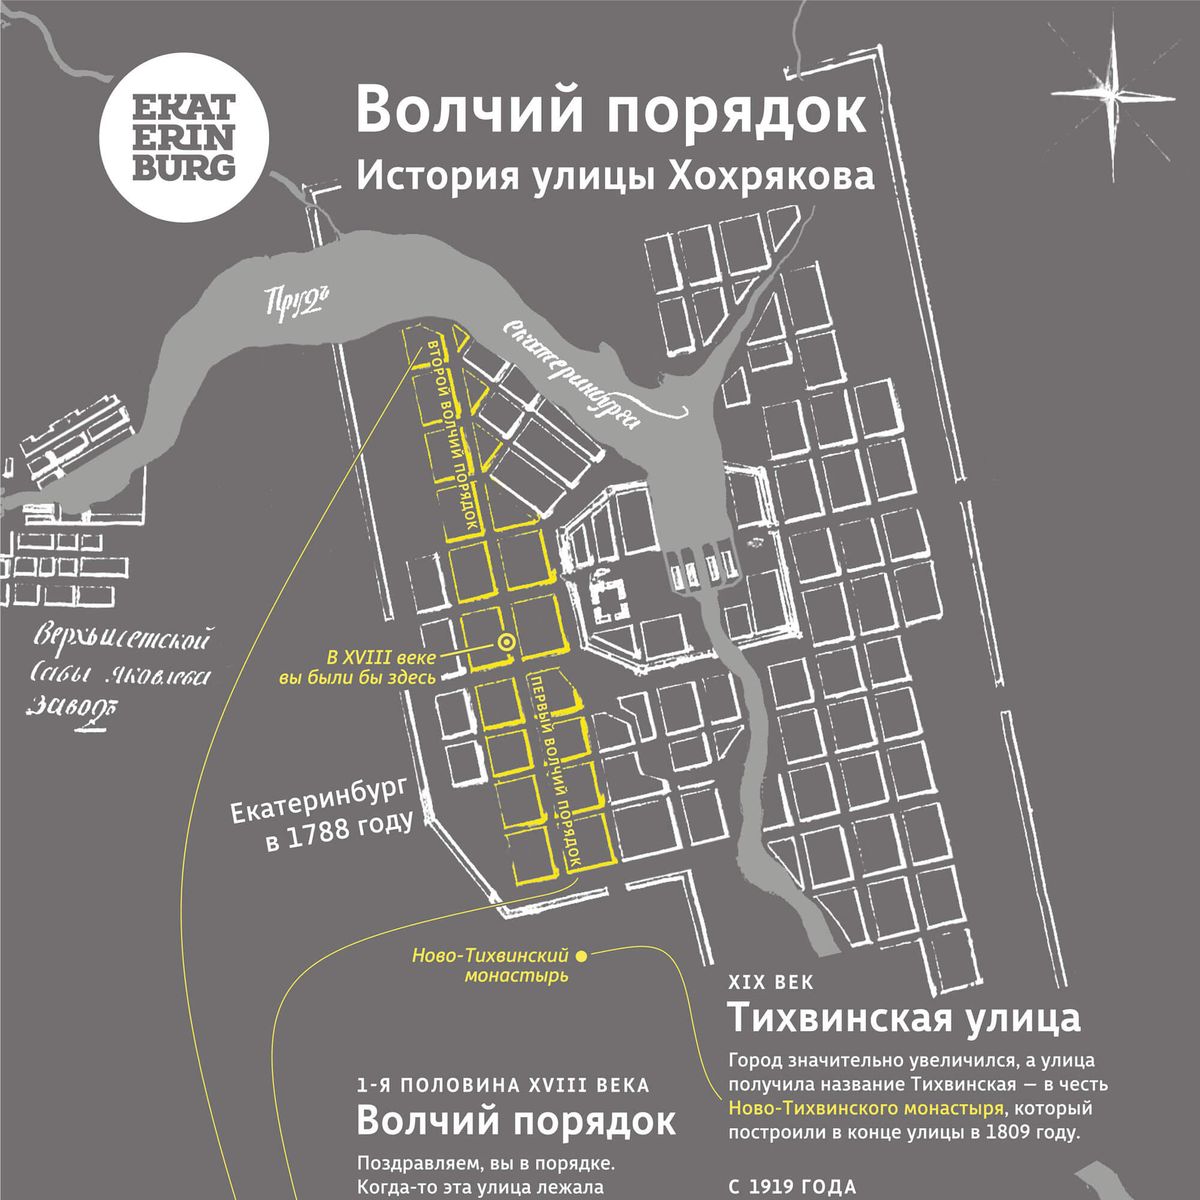 EKAT
ERIN
BURG
Волчий порядок
История улицы Хохрякова
Прудъ
екатеринбурга
ВТОРОЙ ВОЛЧИЙ ПОРЯДОК
Верхъисетской
Савы яковлева
заводъ
В XVIII веке
вы были бы здесь
ПЕРВЫЙ ВОЛЧИЙ ПОРЯДОК
Екатеринбург
в 1788 году
Ново-Тихвинский
монастырь
XIX ВЕК
Тихвинская улица
Город значительно увеличился, а улица
получила название Тихвинская — в честь
Ново-Тихвинского монастыря, который
построили в конце улицы в 1809 году.
1-Я ПОЛОВИНА XVIII ВЕКА
Волчий порядок
Поздравляем, вы в порядке.
Когда-то эта улица лежала
С 1919 ГОДА